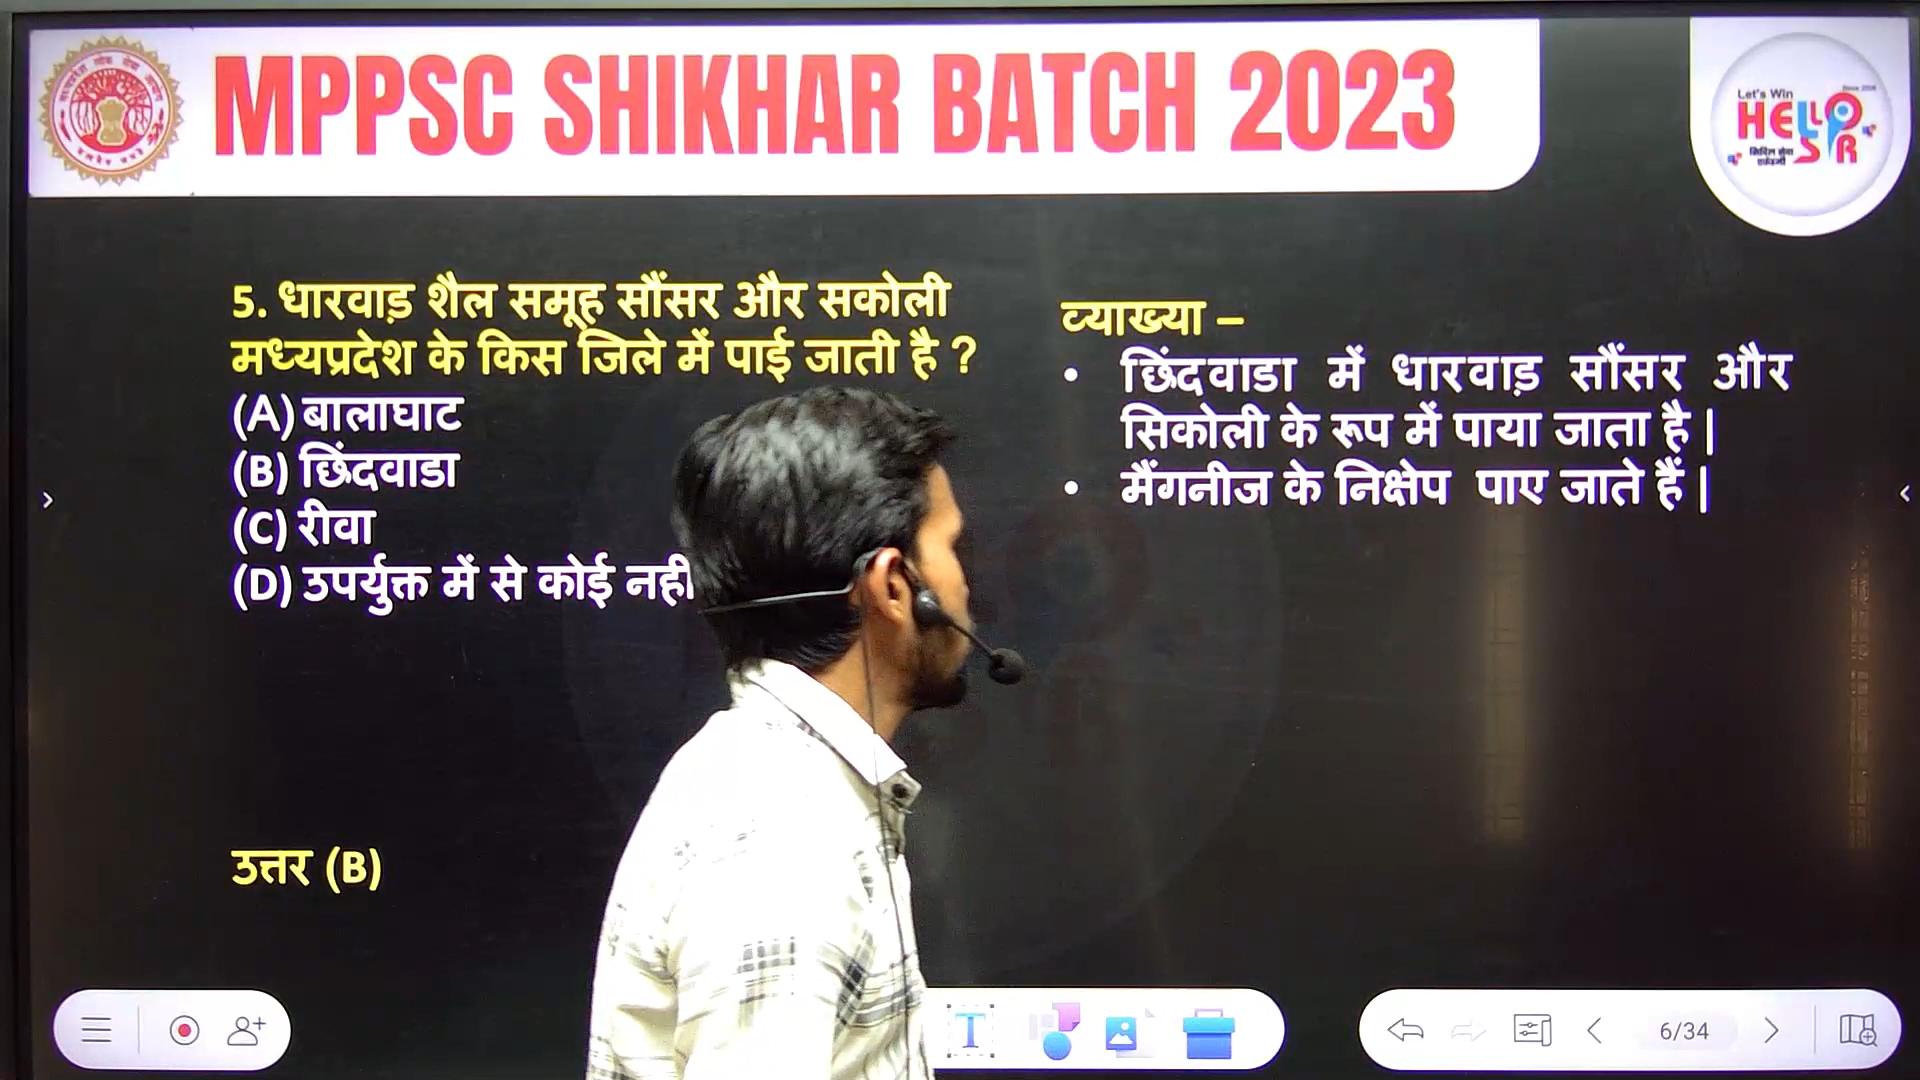 MPPSC SHIKHAR BATCH 2023
Let's Win
HELLO
SIR
5. धारवाड़ शैल समूह सौंसर और सकोली
मध्यप्रदेश के किस जिले में पाई जाती है ?
(A) बालाघाट
(B) छिंदवाडा
(C) रीवा
(D) उपर्युक्त में से कोई नही
उत्तर (B)
व्याख्या –
• छिंदवाडा में धारवाड़ सौंसर और
सिकोली के रूप में पाया जाता है |
• मैंगनीज के निक्षेप पाए जाते हैं |
6/34